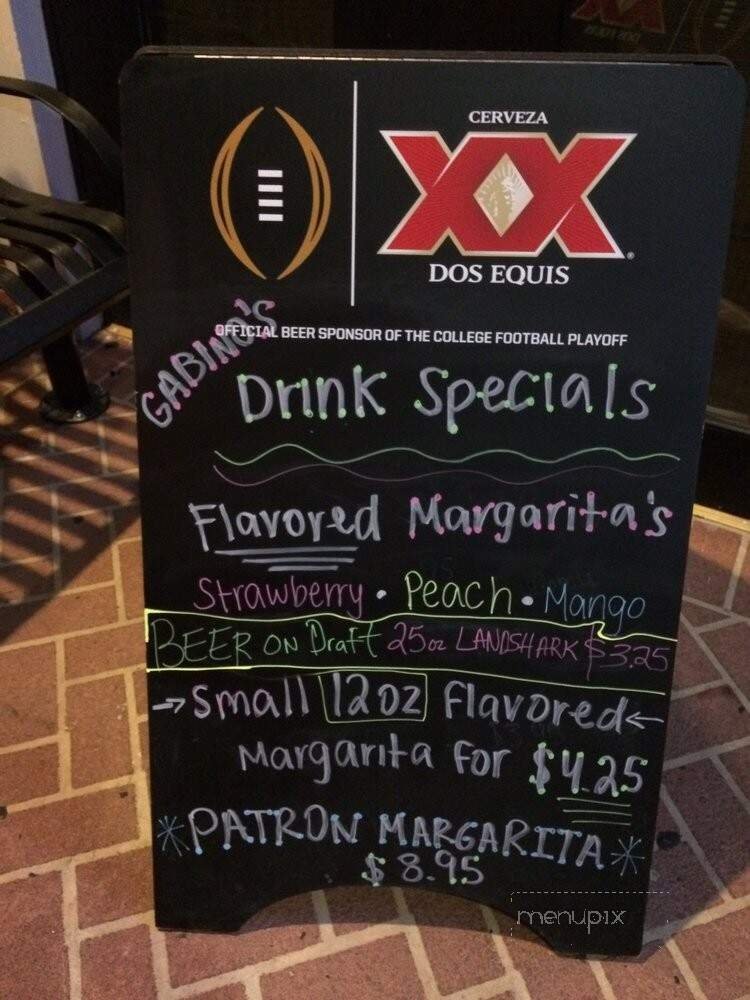 CERVEZA
XX
DOS EQUIS
OFFICIAL BEER SPONSOR OF THE COLLEGE FOOTBALL PLAYOFF
GABINO'S
Drink Specials
Flavored Margarita's
Strawberry • Peach • Mango
BEER ON Draft 25oz LANDSHARK $3.25
→ Small 12oz Flavored ←
Margarita for $4.25
*PATRON MARGARITA*
$8.95
menupix